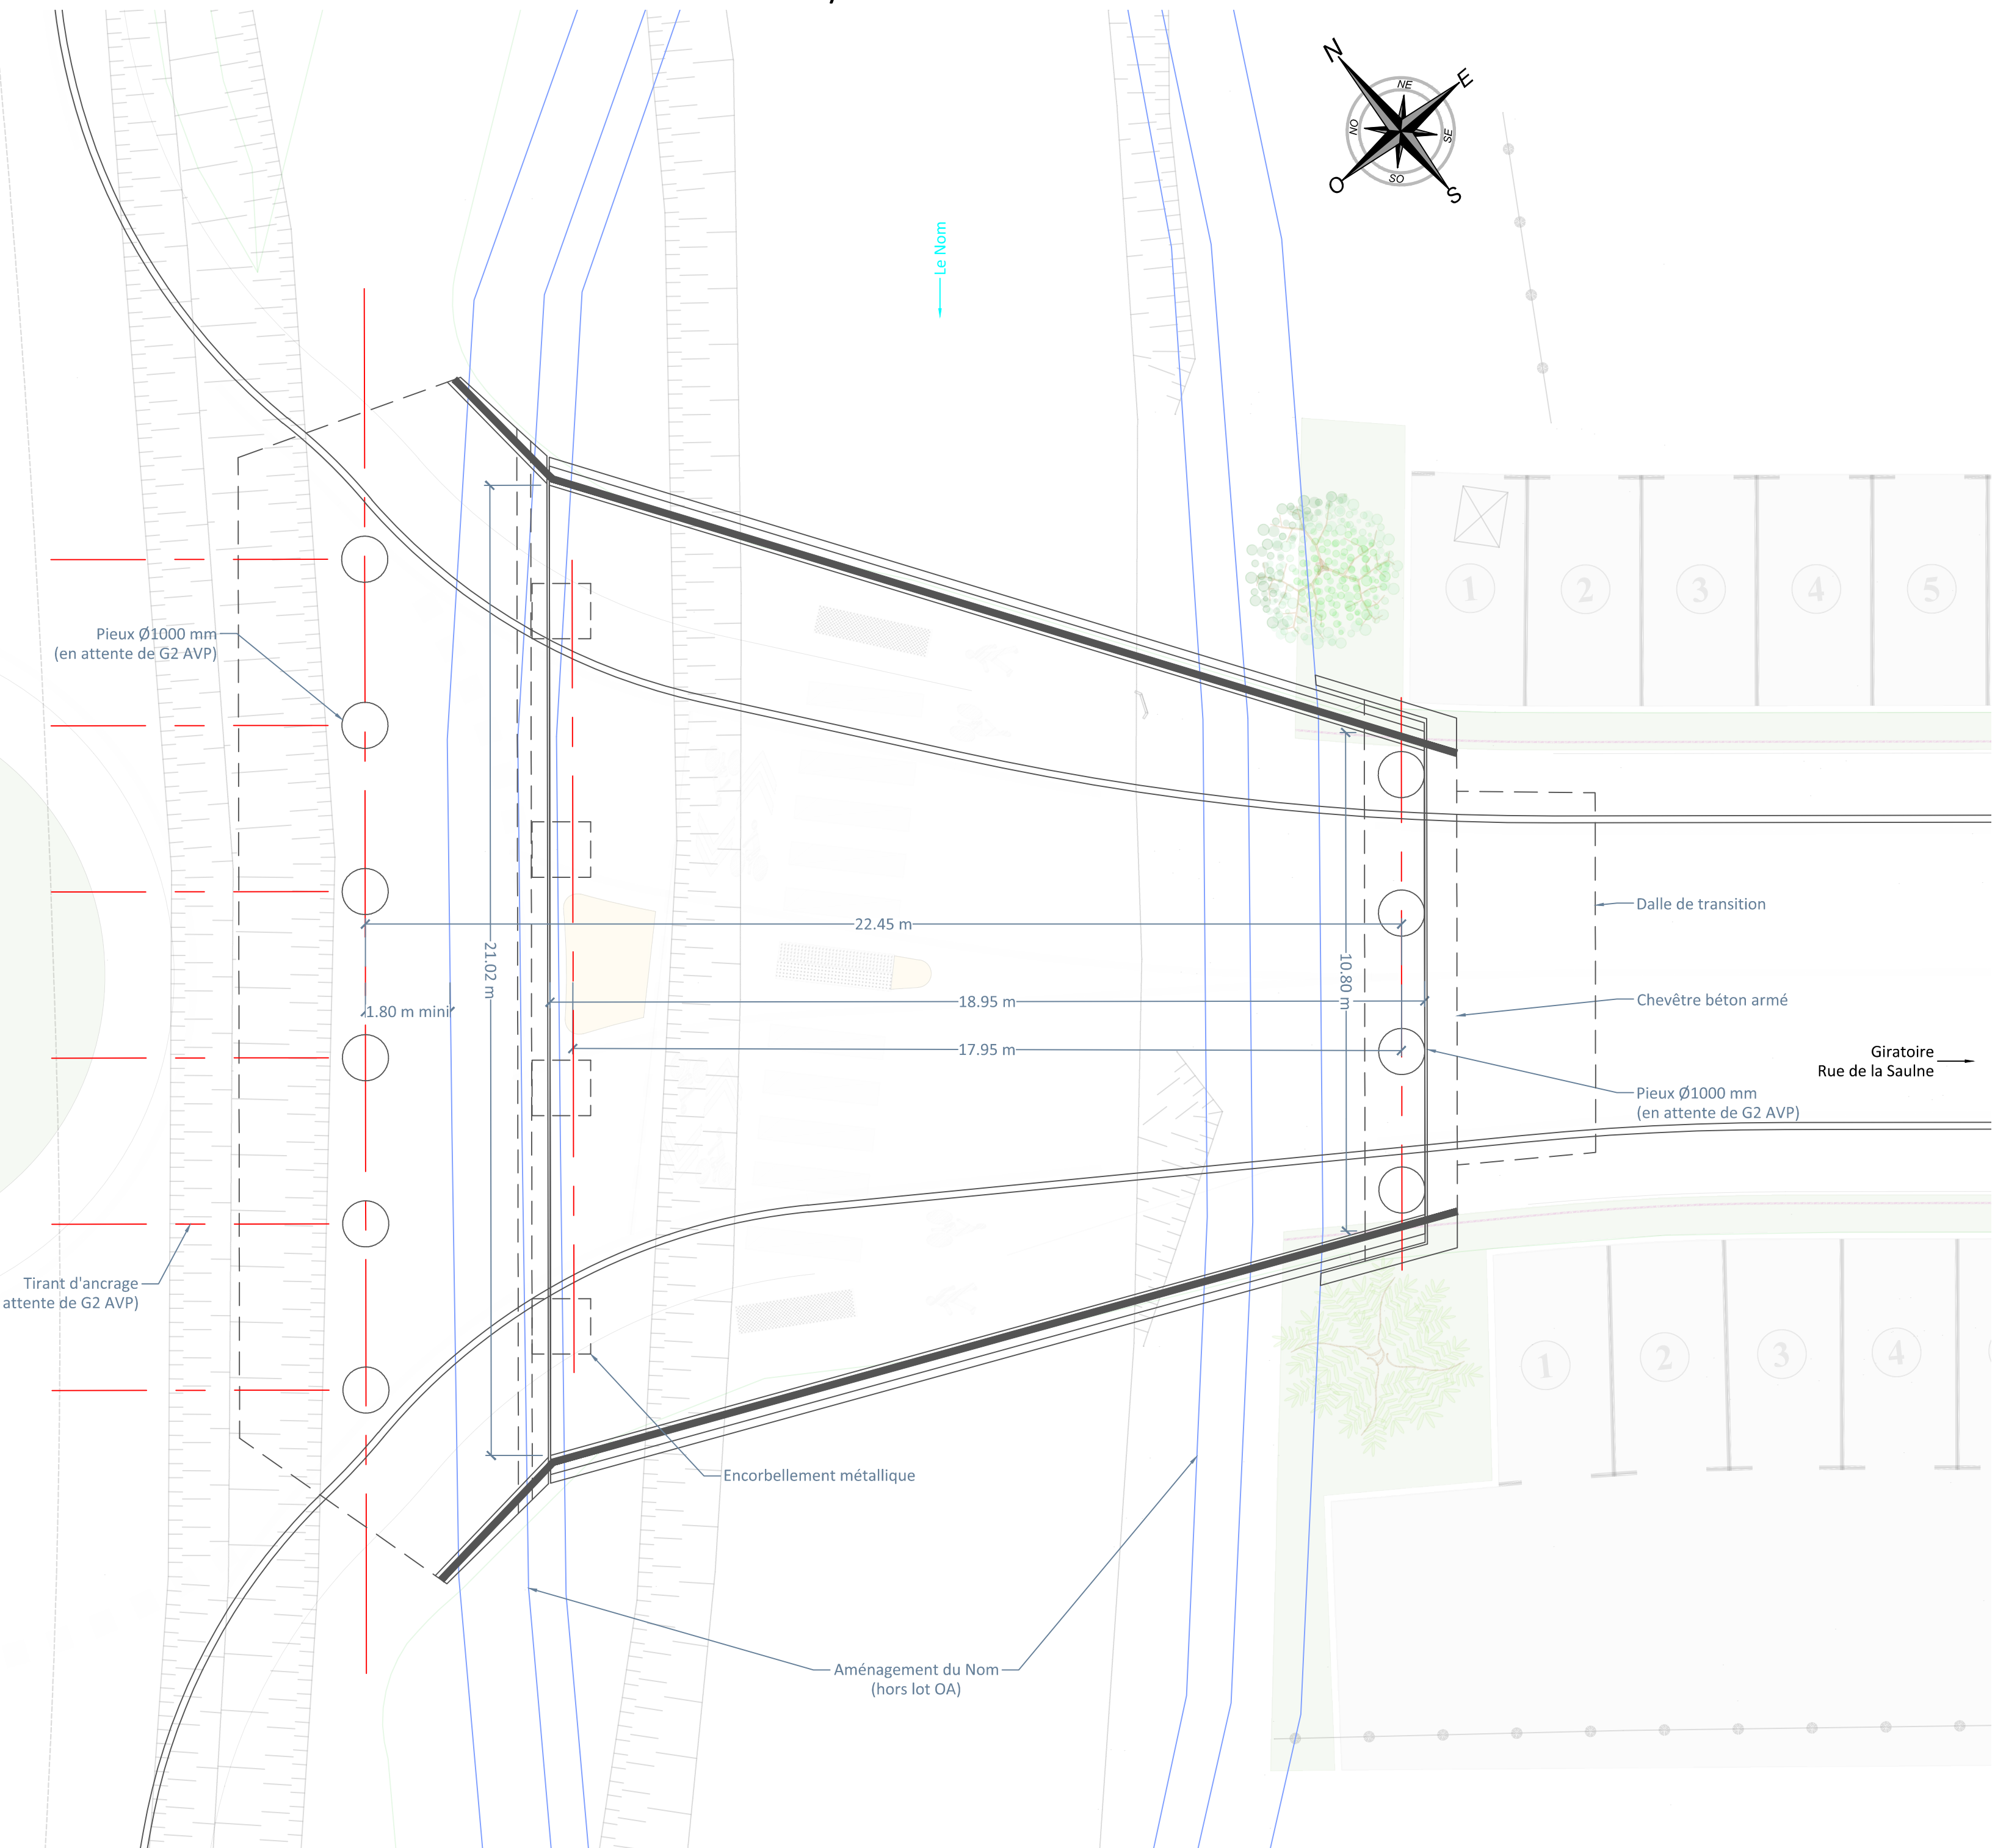 N
E
NE
NO
SE
SO
O
S
Le Nom
1
2
3
4
5
Pieux Ø1000 mm
(en attente de G2 AVP)
Dalle de transition
22.45 m
21.02 m
10.80 m
18.95 m
1.80 m mini
Chevêtre béton armé
17.95 m
Giratoire
Rue de la Saulne
Pieux Ø1000 mm
(en attente de G2 AVP)
Tirant d'ancrage
attente de G2 AVP)
1
2
3
4
Encorbellement métallique
Aménagement du Nom
(hors lot OA)